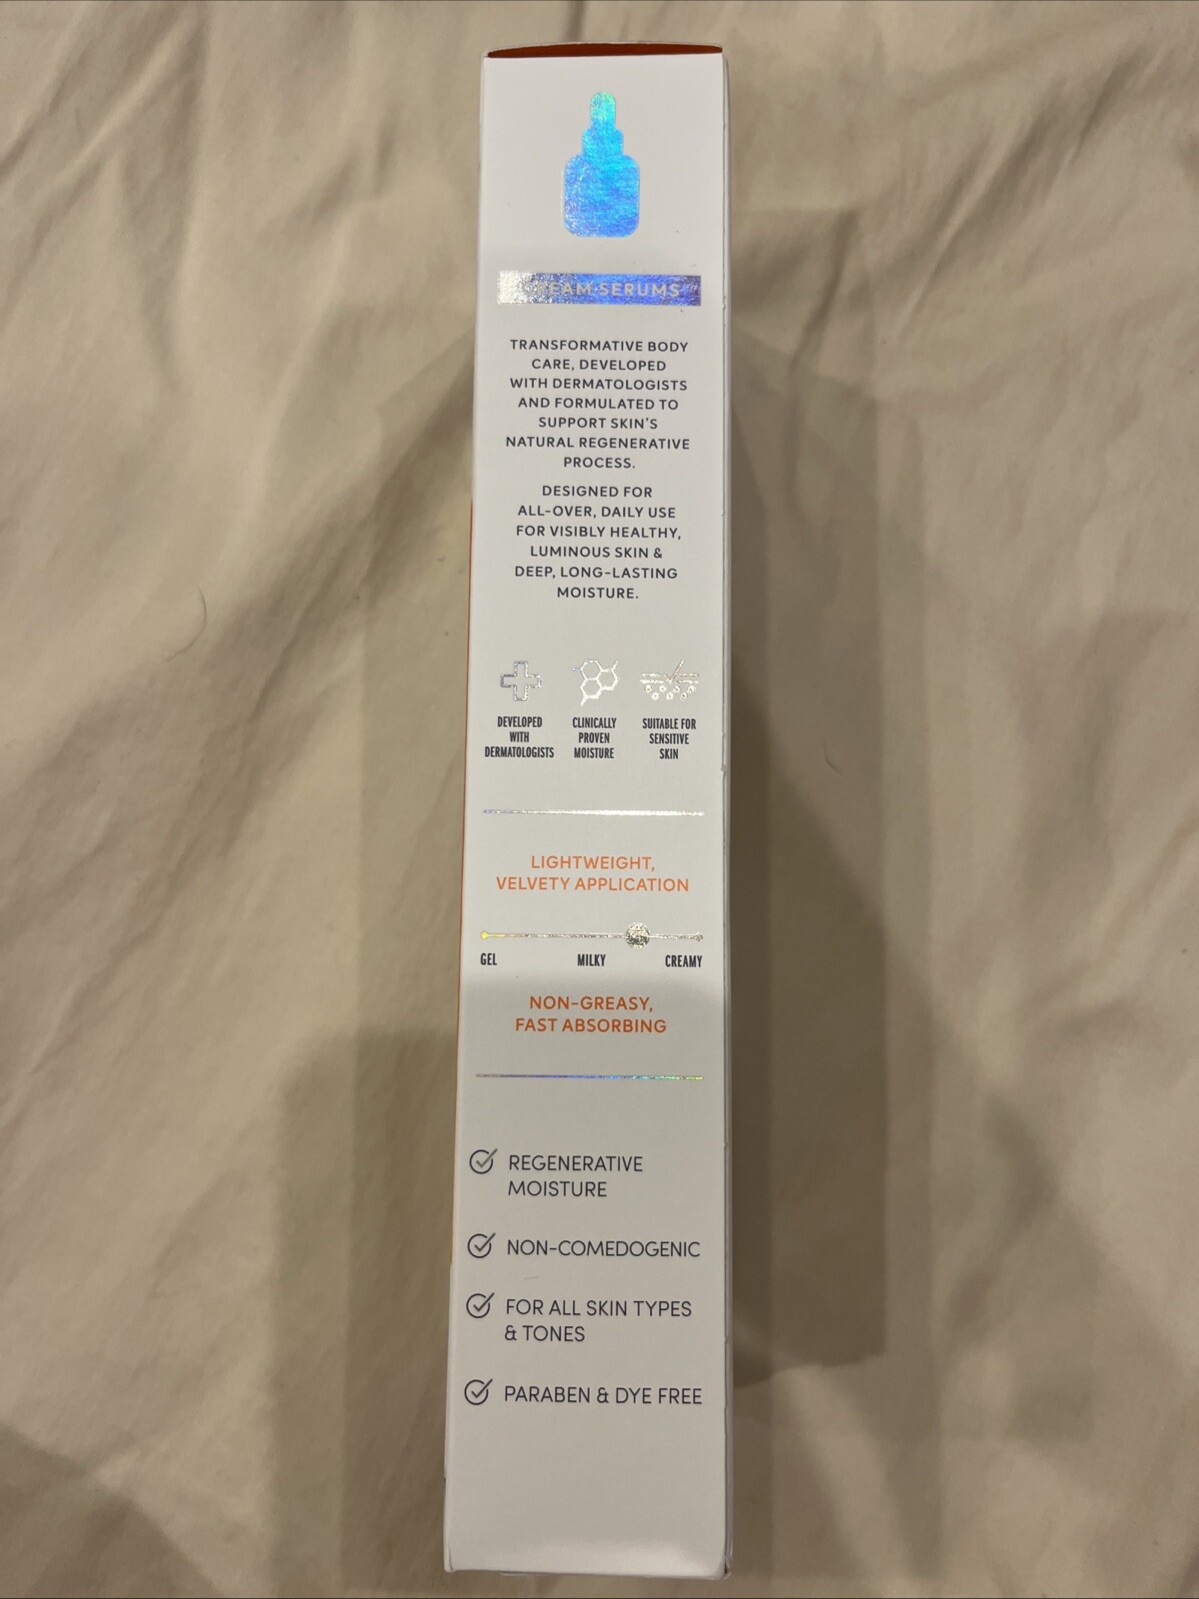 CREAM SERUMS™
TRANSFORMATIVE BODY
CARE, DEVELOPED
WITH DERMATOLOGISTS
AND FORMULATED TO
SUPPORT SKIN'S
NATURAL REGENERATIVE
PROCESS.
DESIGNED FOR
ALL-OVER, DAILY USE
FOR VISIBLY HEALTHY,
LUMINOUS SKIN &
DEEP, LONG-LASTING
MOISTURE.
DEVELOPED
WITH
DERMATOLOGISTS
CLINICALLY
PROVEN
MOISTURE
SUITABLE FOR
SENSITIVE
SKIN
LIGHTWEIGHT,
VELVETY APPLICATION
GEL MILKY CREAMY
NON-GREASY,
FAST ABSORBING
REGENERATIVE
MOISTURE
NON-COMEDOGENIC
FOR ALL SKIN TYPES
& TONES
PARABEN & DYE FREE